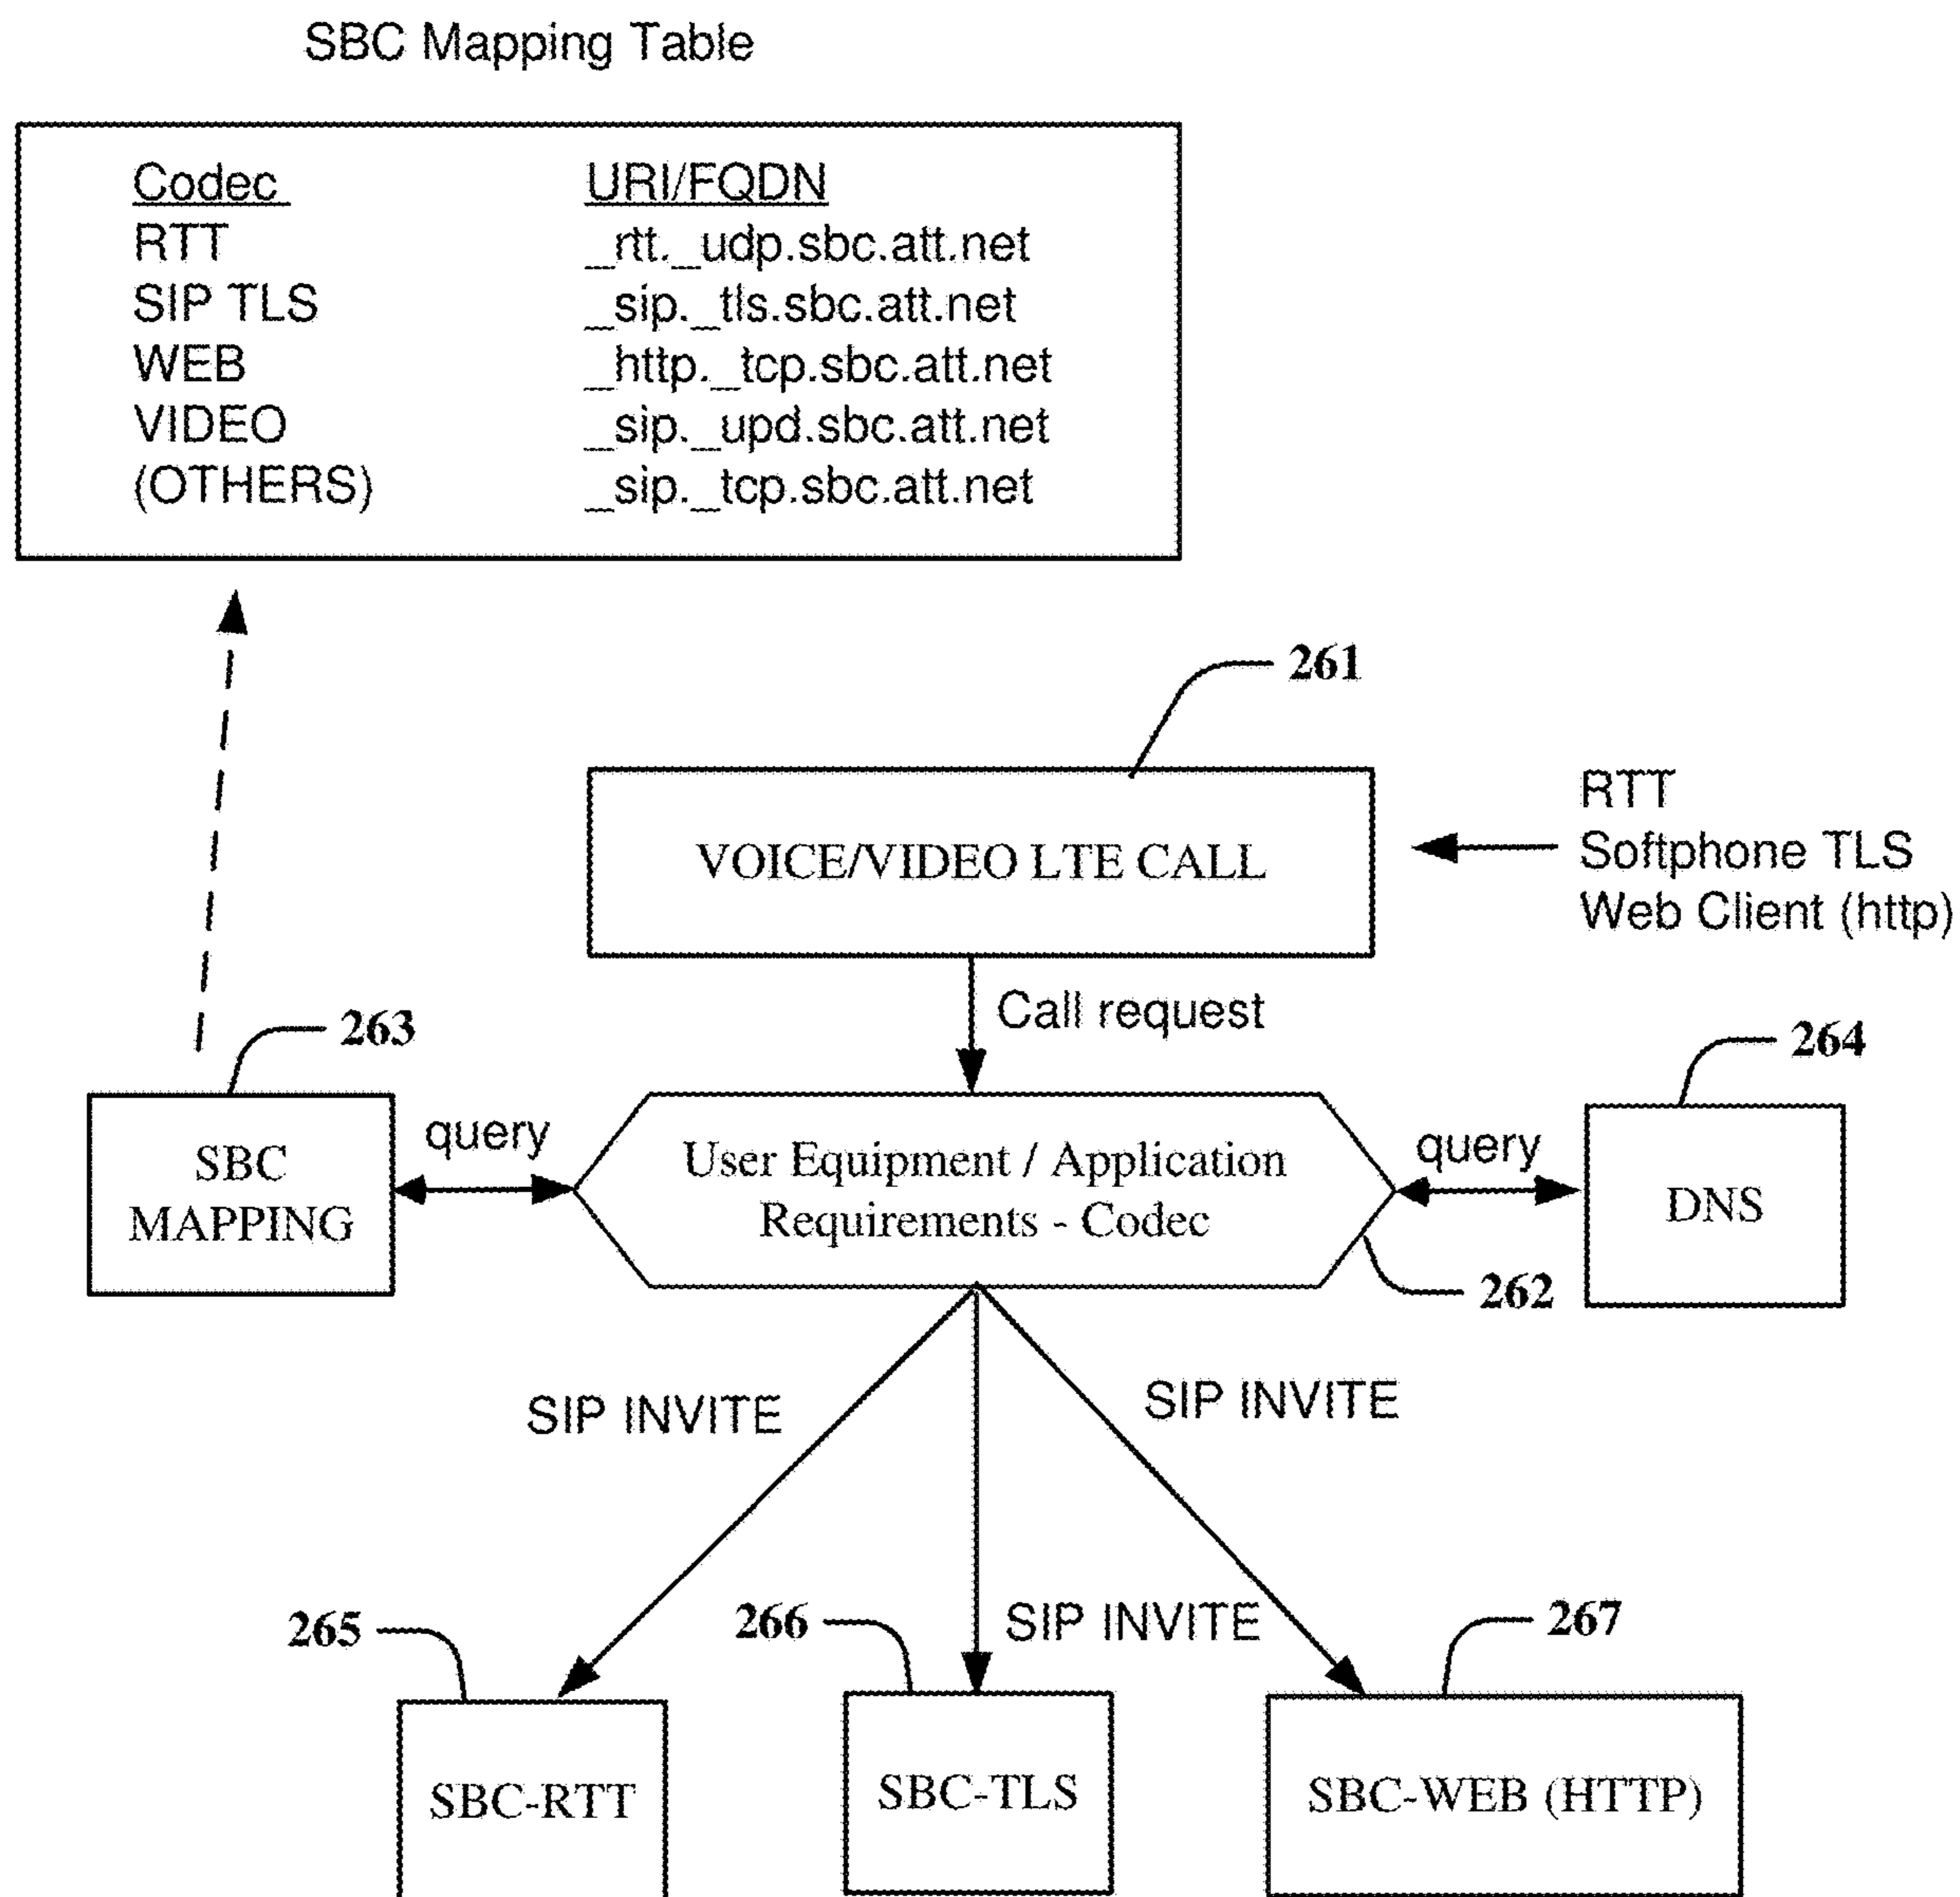 SBC Mapping Table
Codec URI/FQDN
RTT _rtt._udp.sbc.att.net
SIP TLS _sip._tls.sbc.att.net
WEB _http._tcp.sbc.att.net
VIDEO _sip._upd.sbc.att.net
(OTHERS) _sip._tcp.sbc.att.net
261
VOICE/VIDEO LTE CALL
RTT
Softphone TLS
Web Client (http)
Call request
263
264
SBC
MAPPING
query
User Equipment / Application
Requirements - Codec
query
DNS
262
SIP INVITE
SIP INVITE
SIP INVITE
265
266
267
SBC-RTT
SBC-TLS
SBC-WEB (HTTP)